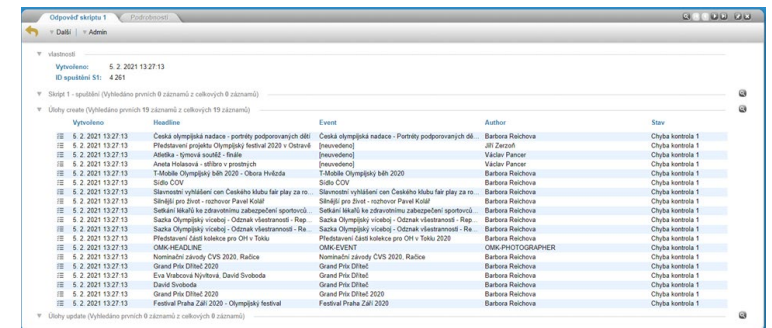 Odpověď skriptu 1 Podrobnosti
Další Admin
vlastnosti
Vytvořeno: 5. 2. 2021 13:27:13
ID spuštění S1: 4 261
Skript 1 - spuštění (Vyhledáno prvních 0 záznamů z celkových 0 záznamů)
Úlohy create (Vyhledáno prvních 19 záznamů z celkových 19 záznamů)
Vytvořeno Headline Event Author Stav
5. 2. 2021 13:27:13 Česká olympijská nadace - portréty podporovaných dětí Česká olympijská nadace - Portréty podporovaných dě... Barbora Reichova Chyba kontrola 1
5. 2. 2021 13:27:13 Představení projektu Olympijský festival 2020 v Ostravě [neuvedeno] Jiří Zerzoň Chyba kontrola 1
5. 2. 2021 13:27:13 Atletika - týmová soutěž - finále [neuvedeno] Václav Pancer Chyba kontrola 1
5. 2. 2021 13:27:13 Aneta Holasová - stříbro v prostných [neuvedeno] Václav Pancer Chyba kontrola 1
5. 2. 2021 13:27:13 T-Mobile Olympijský běh 2020 - Obora Hvězda T-Mobile Olympijský běh 2020 Barbora Reichova Chyba kontrola 1
5. 2. 2021 13:27:13 Sídlo ČOV Sídlo ČOV Barbora Reichova Chyba kontrola 1
5. 2. 2021 13:27:13 Slavnostní vyhlášení cen Českého klubu fair play za ro... Slavnostní vyhlášení cen Českého klubu fair play za ro... Barbora Reichova Chyba kontrola 1
5. 2. 2021 13:27:13 Silnější pro život - rozhovor Pavel Kolář Silnější pro život - rozhovor Pavel Kolář Barbora Reichova Chyba kontrola 1
5. 2. 2021 13:27:13 Setkání lékařů ke zdravotnímu zabezpečení sportovců... Setkání lékařů ke zdravotnímu zabezpečení sportovců... Barbora Reichova Chyba kontrola 1
5. 2. 2021 13:27:13 Sazka Olympijský víceboj - Odznak všestranosti - Rep... Sazka Olympijský víceboj - Odznak všestranosti - Rep... Barbora Reichova Chyba kontrola 1
5. 2. 2021 13:27:13 Sazka Olympijský víceboj - Odznak všestrannosti - Re... Sazka Olympijský víceboj - Odznak všestrannosti - Re... Barbora Reichova Chyba kontrola 1
5. 2. 2021 13:27:13 Představení části kolekce pro OH v Tokiu Představení části kolekce pro OH v Tokiu 2020 Barbora Reichova Chyba kontrola 1
5. 2. 2021 13:27:13 OMK-HEADLINE OMK-EVENT OMK-PHOTOGRAPHER Chyba kontrola 1
5. 2. 2021 13:27:13 Nominační závody ČVS 2020, Račice Nominační závody ČVS 2020, Račice Barbora Reichova Chyba kontrola 1
5. 2. 2021 13:27:13 Grand Prix Dříteč Grand Prix Dříteč Barbora Reichova Chyba kontrola 1
5. 2. 2021 13:27:13 Eva Vrabcová Nývltová, David Svoboda Grand Prix Dříteč Barbora Reichova Chyba kontrola 1
5. 2. 2021 13:27:13 David Svoboda Grand Prix Dříteč Barbora Reichova Chyba kontrola 1
5. 2. 2021 13:27:13 Grand Prix Dříteč 2020 Grand Prix Dříteč 2020 Barbora Reichova Chyba kontrola 1
5. 2. 2021 13:27:13 Festival Praha Září 2020 - Olympijský festival Festival Praha Září 2020 Barbora Reichova Chyba kontrola 1
Úlohy update (Vyhledáno prvních 0 záznamů z celkových 0 záznamů)